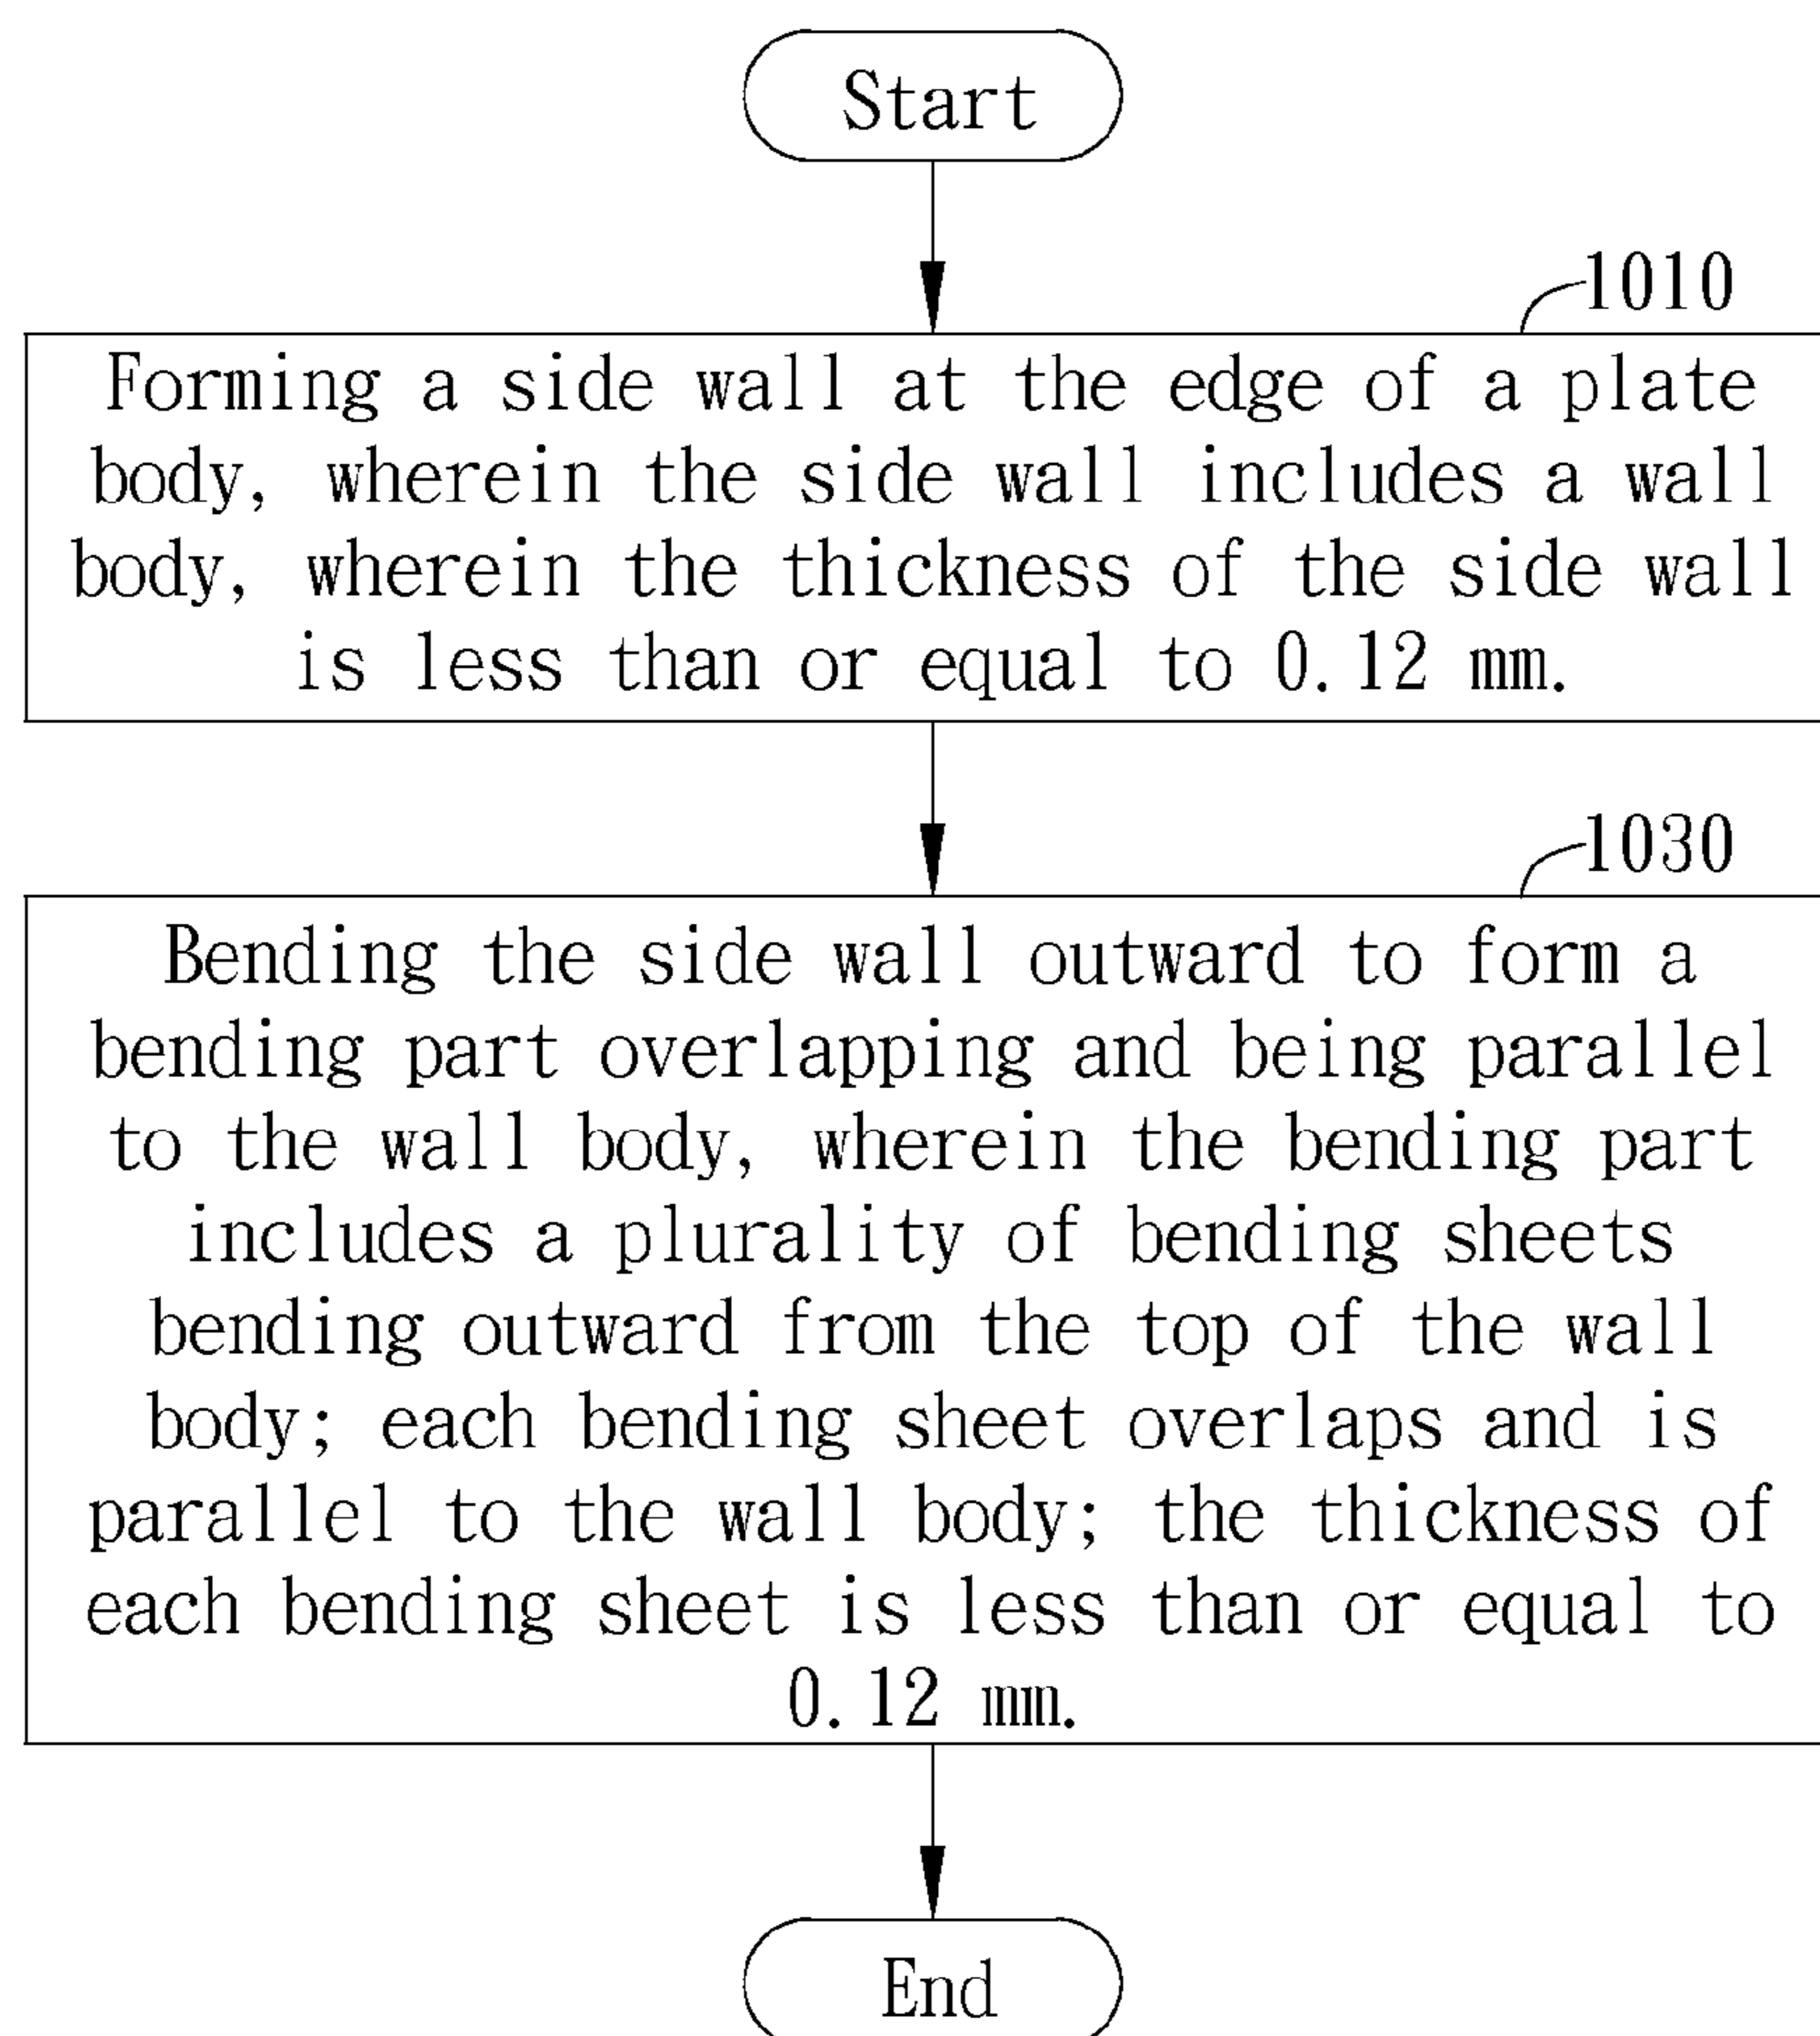 Start
1010
Forming a side wall at the edge of a plate
body, wherein the side wall includes a wall
body, wherein the thickness of the side wall
is less than or equal to 0.12 mm.
1030
Bending the side wall outward to form a
bending part overlapping and being parallel
to the wall body, wherein the bending part
includes a plurality of bending sheets
bending outward from the top of the wall
body; each bending sheet overlaps and is
parallel to the wall body; the thickness of
each bending sheet is less than or equal to
0.12 mm.
End